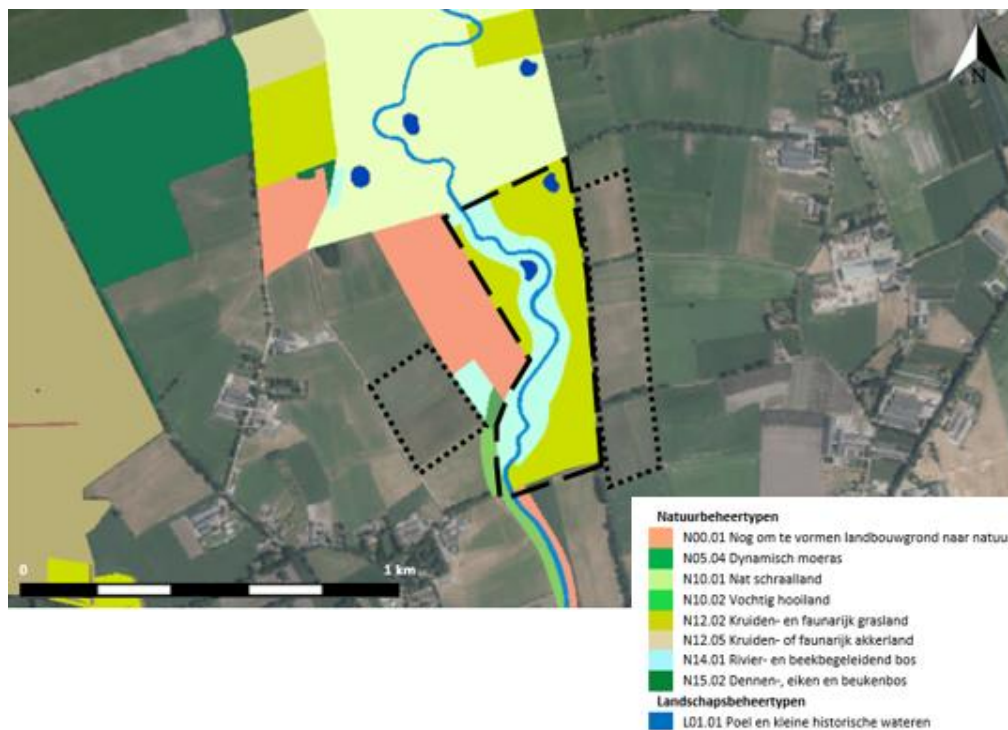 N
0
1 km
Natuurbeheertypen
N00.01 Nog om te vormen landbouwgrond naar natuu
N05.04 Dynamisch moeras
N10.01 Nat schraalland
N10.02 Vochtig hooiland
N12.02 Kruiden- en faunarijk grasland
N12.05 Kruiden- of faunarijk akkerland
N14.01 Rivier- en beekbegeleidend bos
N15.02 Dennen-, eiken en beukenbos
Landschapsbeheertypen
L01.01 Poel en kleine historische wateren